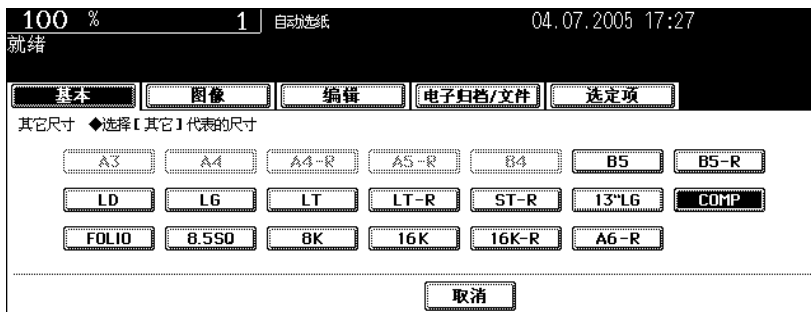 100 % 1 自动选纸 04.07.2005 17:27
就绪
基本 图像 编辑 电子归档/文件 选定项
其它尺寸 ◆选择[其它]代表的尺寸
A3 A4 A4-R A5-R B4 B5 B5-R
LD LG LT LT-R ST-R 13"LG COMP
FOLIO 8.5SQ 8K 16K 16K-R A6-R
取消